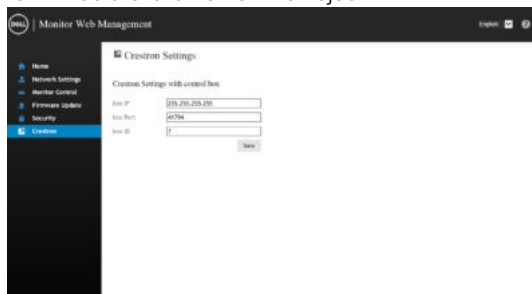 DELL | Monitor Web Management
English
Crestron Settings
Home
Network Settings
Monitor Control
Firmware Update
Security
Crestron
Crestron Settings with control box
box IP 255.255.255.255
box Port 41794
box ID 7
Save